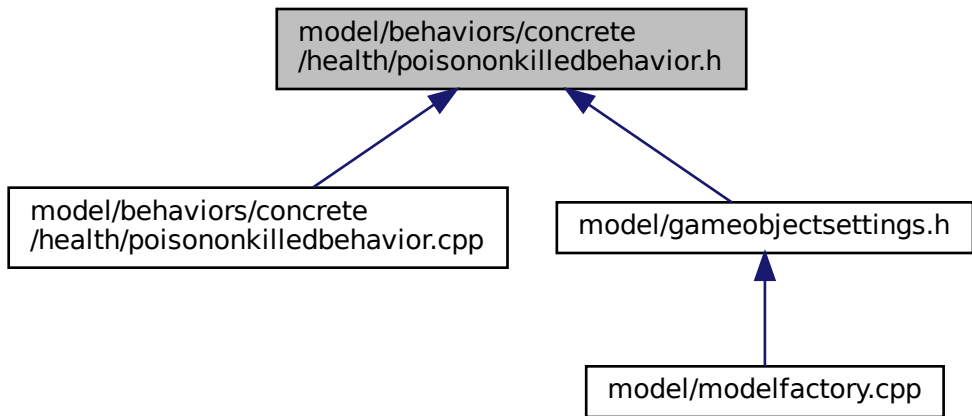 model/behaviors/concrete
/health/poisononkilledbehavior.h
model/behaviors/concrete
/health/poisononkilledbehavior.cpp
model/gameobjectsettings.h
model/modelfactory.cpp